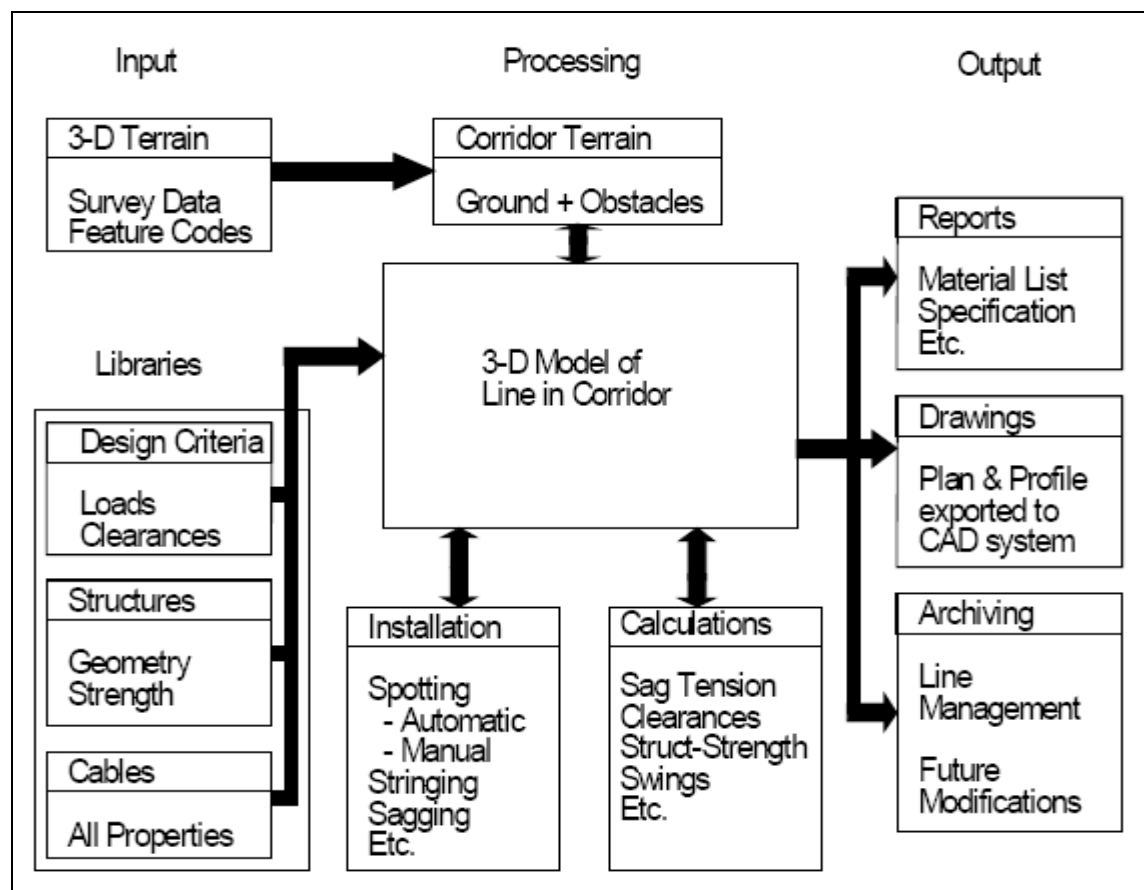 Input
Processing
Output
3-D Terrain
Survey Data
Feature Codes
Corridor Terrain
Ground + Obstacles
Libraries
Design Criteria
Loads
Clearances
Structures
Geometry
Strength
Cables
All Properties
3-D Model of
Line in Corridor
Installation
Spotting
- Automatic
- Manual
Stringing
Sagging
Etc.
Calculations
Sag Tension
Clearances
Struct-Strength
Swings
Etc.
Reports
Material List
Specification
Etc.
Drawings
Plan & Profile
exported to
CAD system
Archiving
Line
Management
Future
Modifications